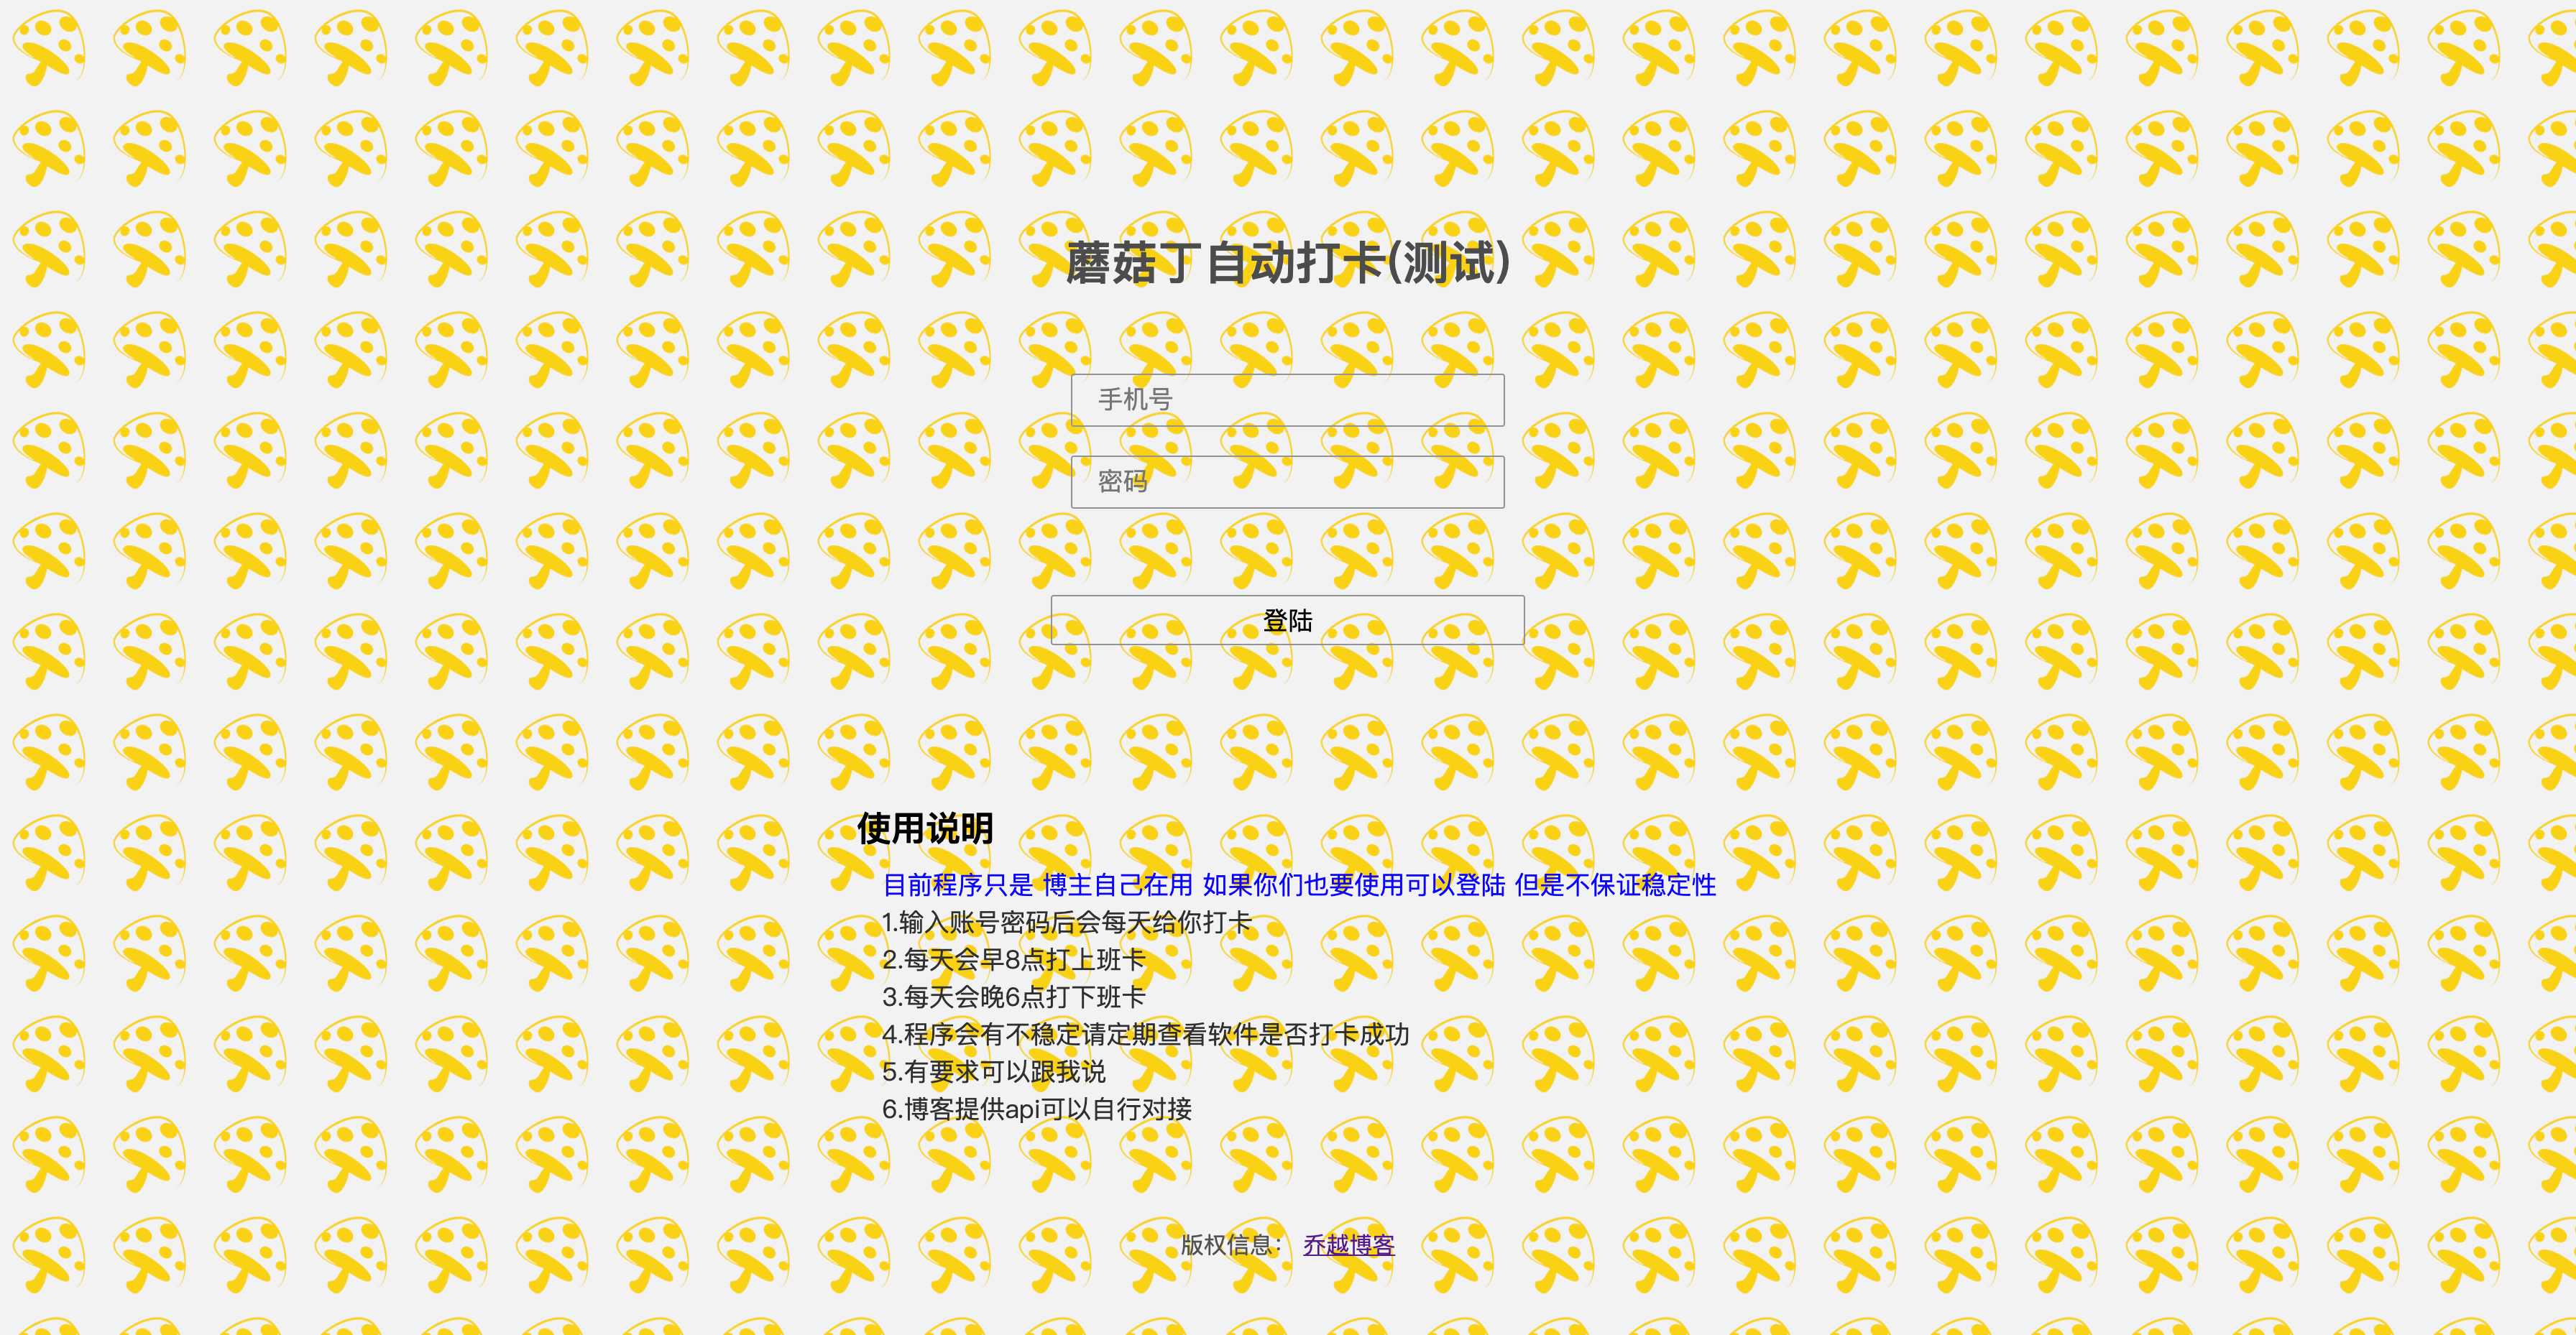 蘑菇丁自动打卡(测试)
手机号
密码
登陆
使用说明
目前程序只是 博主自己在用 如果你们也要使用可以登陆 但是不保证稳定性
1.输入账号密码后会每天给你打卡
2.每天会早8点打上班卡
3.每天会晚6点打下班卡
4.程序会有不稳定请定期查看软件是否打卡成功
5.有要求可以跟我说
6.博客提供api可以自行对接
版权信息： 乔越博客